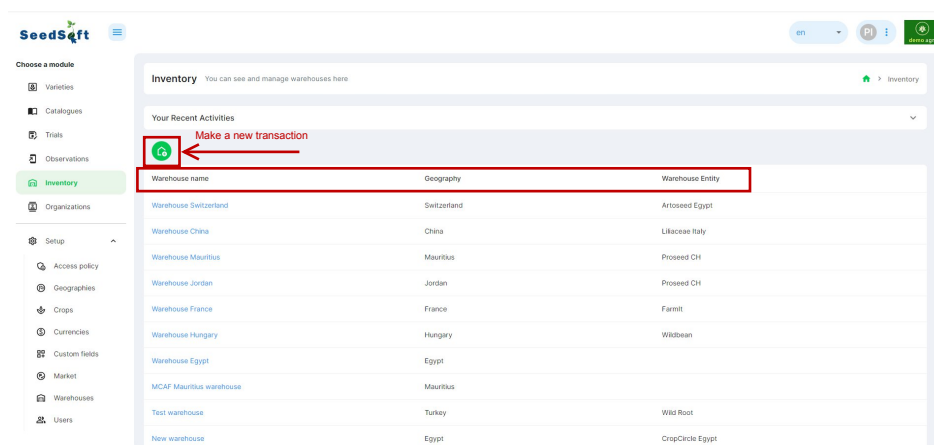 SeedSoft
en
PI
demo agr
Choose a module
Varieties
Catalogues
Trials
Observations
Inventory
Organizations
Setup
Access policy
Geographies
Crops
Currencies
Custom fields
Market
Warehouses
Users
Inventory You can see and manage warehouses here
> Inventory
Your Recent Activities
Make a new transaction
Warehouse name Geography Warehouse Entity
Warehouse Switzerland Switzerland Artoseed Egypt
Warehouse China China Liliaceae Italy
Warehouse Mauritius Mauritius Proseed CH
Warehouse Jordan Jordan Proseed CH
Warehouse France France FarmIt
Warehouse Hungary Hungary Wildbean
Warehouse Egypt Egypt
MCAF Mauritius warehouse Mauritius
Test warehouse Turkey Wild Root
New warehouse Egypt CropCircle Egypt